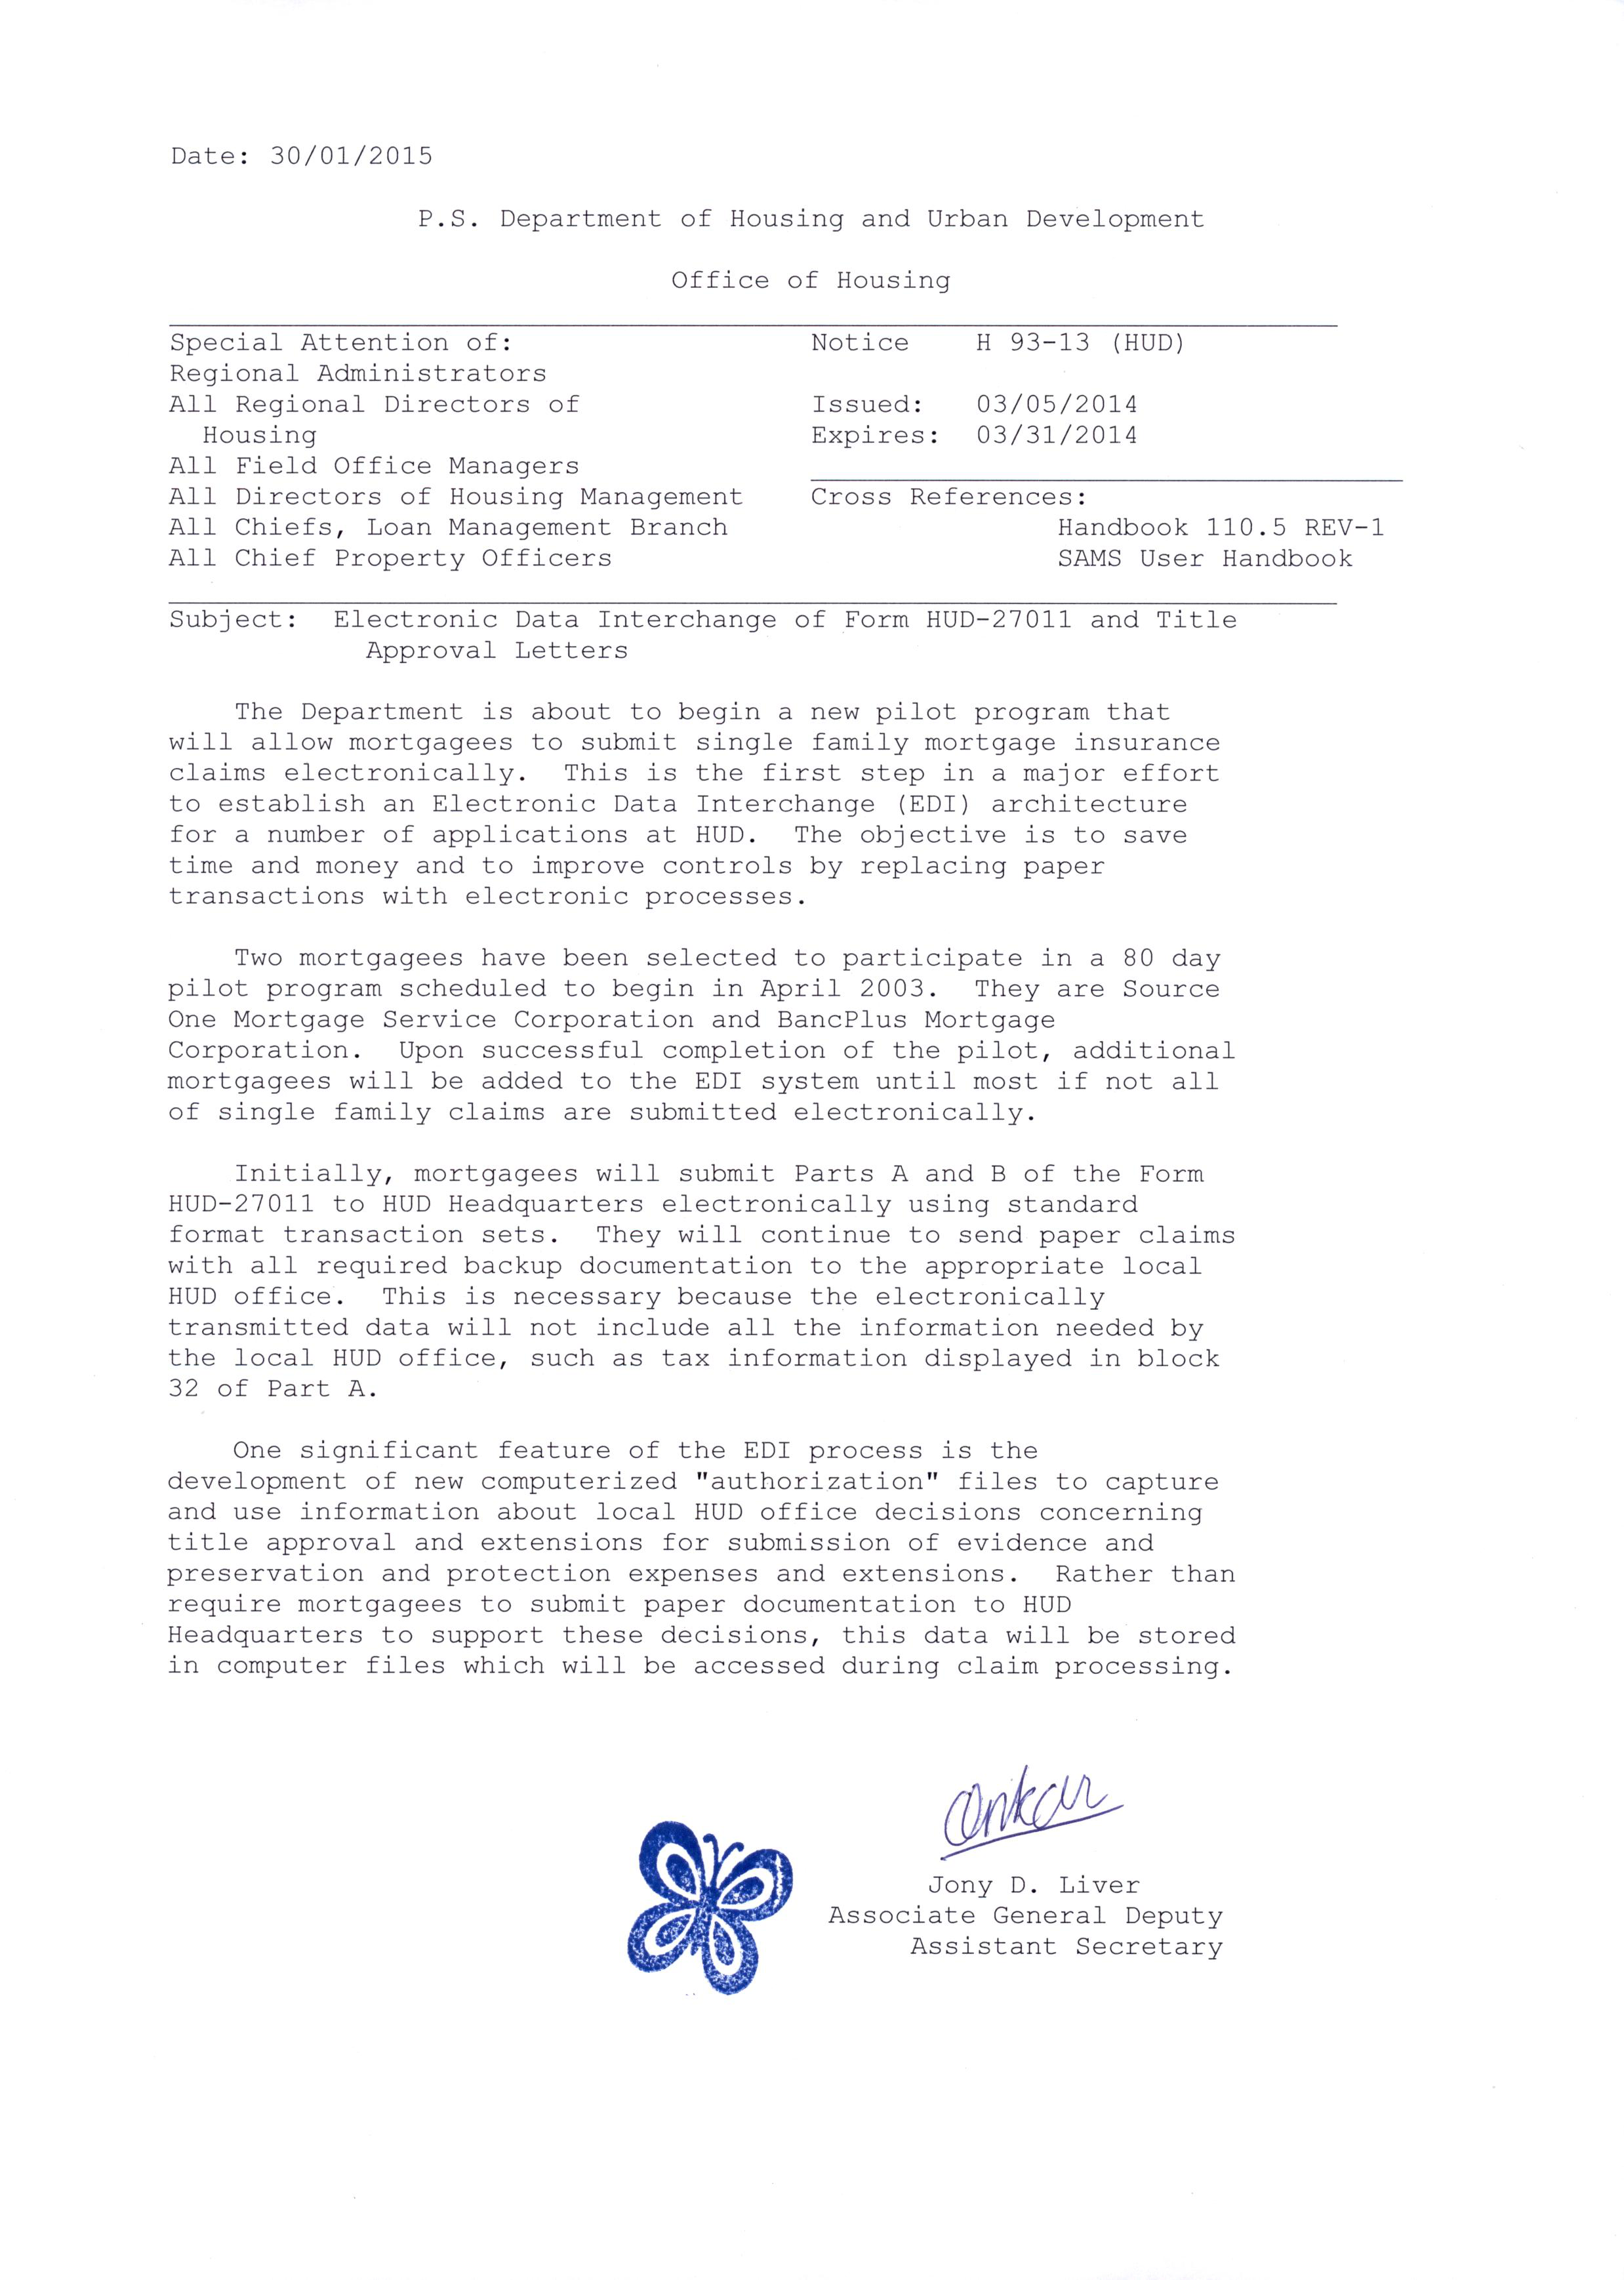 Date: 30/01/2015
P.S. Department of Housing and Urban Development
Office of Housing
Special Attention of:
Regional Administrators
All Regional Directors of
Housing
All Field Office Managers
All Directors of Housing Management
All Chiefs, Loan Management Branch
All Chief Property Officers
Notice H 93-13 (HUD)
Issued: 03/05/2014
Expires: 03/31/2014
Cross References:
Handbook 110.5 REV-1
SAMS User Handbook
Subject: Electronic Data Interchange of Form HUD-27011 and Title
Approval Letters
The Department is about to begin a new pilot program that
will allow mortgagees to submit single family mortgage insurance
claims electronically. This is the first step in a major effort
to establish an Electronic Data Interchange (EDI) architecture
for a number of applications at HUD. The objective is to save
time and money and to improve controls by replacing paper
transactions with electronic processes.
Two mortgagees have been selected to participate in a 80 day
pilot program scheduled to begin in April 2003. They are Source
One Mortgage Service Corporation and BancPlus Mortgage
Corporation. Upon successful completion of the pilot, additional
mortgagees will be added to the EDI system until most if not all
of single family claims are submitted electronically.
Initially, mortgagees will submit Parts A and B of the Form
HUD-27011 to HUD Headquarters electronically using standard
format transaction sets. They will continue to send paper claims
with all required backup documentation to the appropriate local
HUD office. This is necessary because the electronically
transmitted data will not include all the information needed by
the local HUD office, such as tax information displayed in block
32 of Part A.
One significant feature of the EDI process is the
development of new computerized "authorization" files to capture
and use information about local HUD office decisions concerning
title approval and extensions for submission of evidence and
preservation and protection expenses and extensions. Rather than
require mortgagees to submit paper documentation to HUD
Headquarters to support these decisions, this data will be stored
in computer files which will be accessed during claim processing.
Onkar
Jony D. Liver
Associate General Deputy
Assistant Secretary